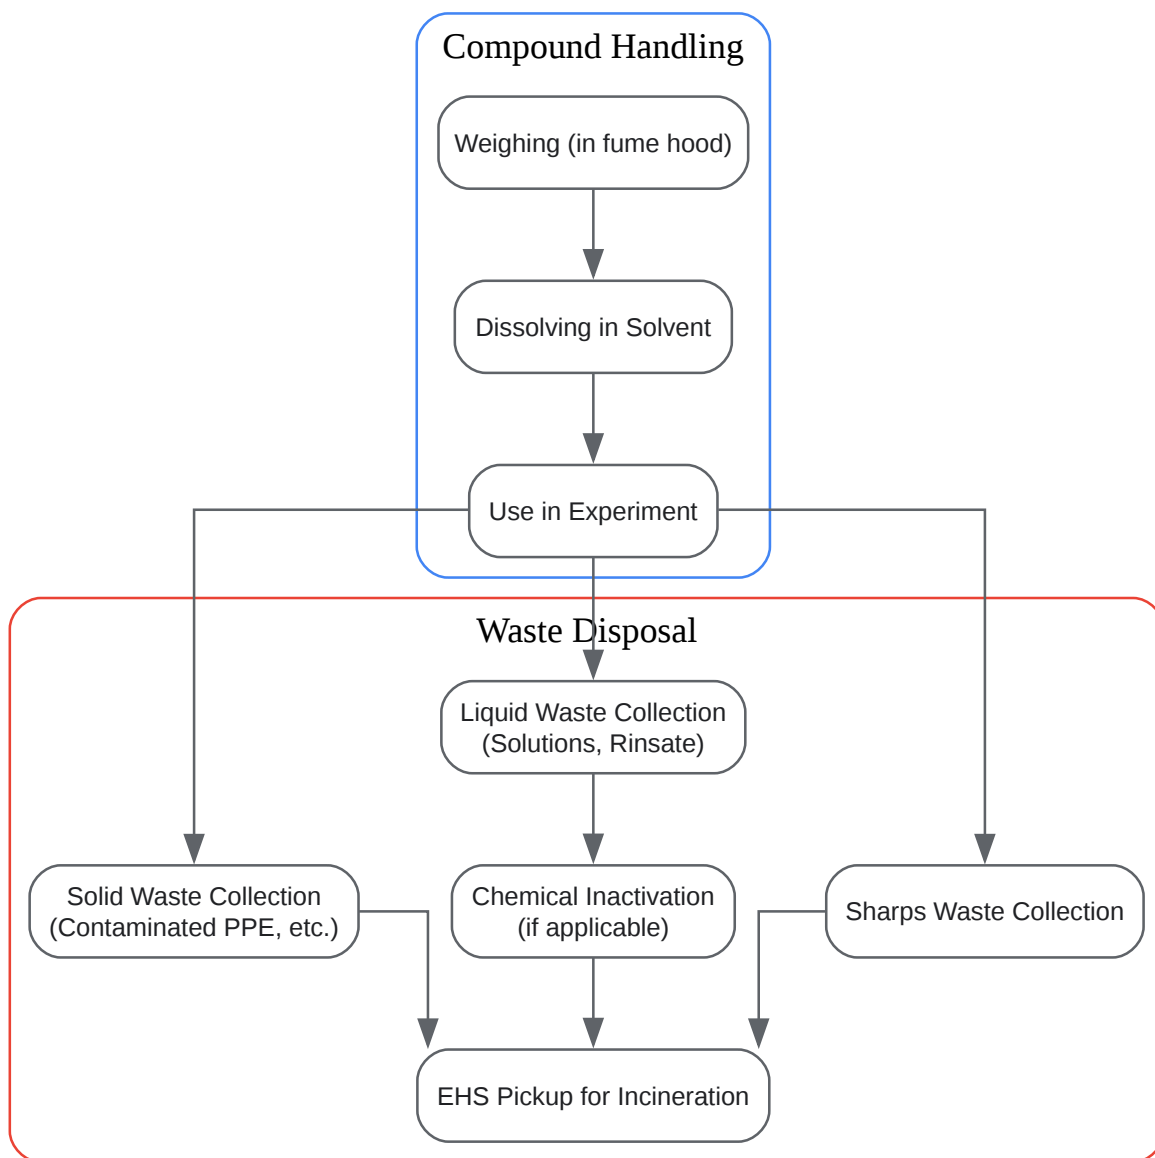 Compound Handling
Weighing (in fume hood)
Dissolving in Solvent
Use in Experiment
Waste Disposal
Liquid Waste Collection
(Solutions, Rinsate)
Solid Waste Collection
(Contaminated PPE, etc.)
Chemical Inactivation
(if applicable)
Sharps Waste Collection
EHS Pickup for Incineration